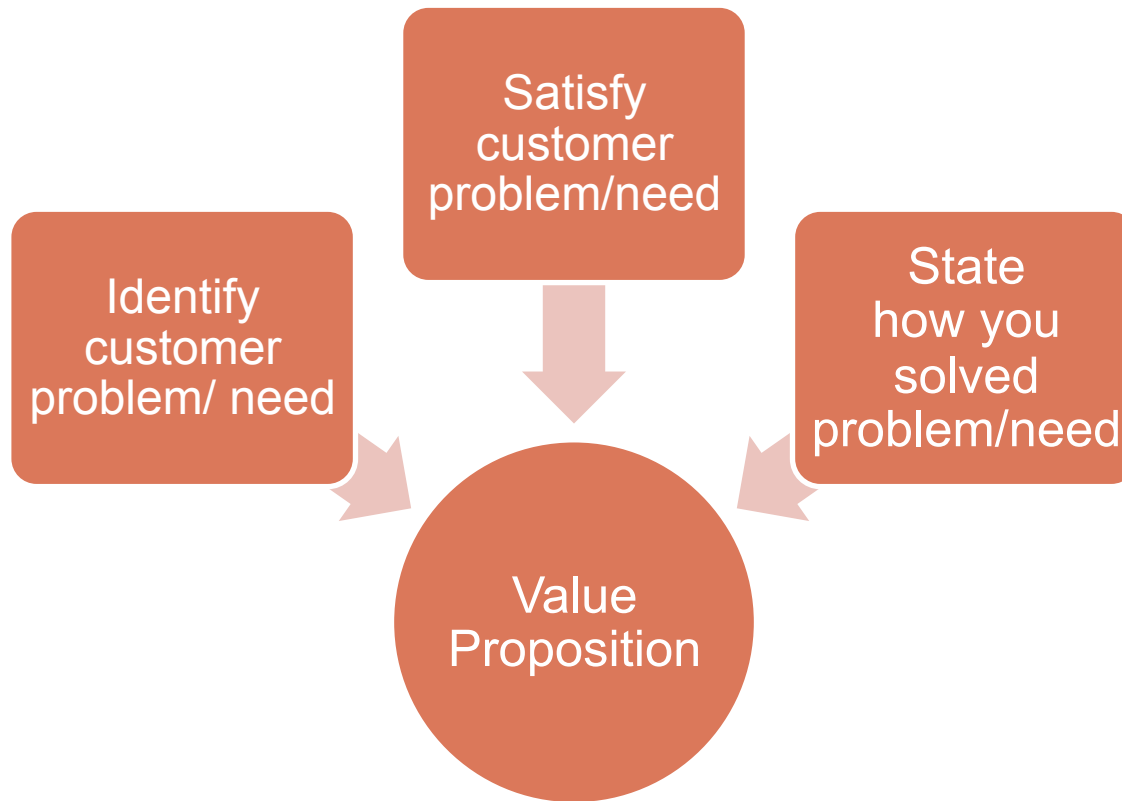 Satisfy
customer
problem/need
Identify
customer
problem/ need
State
how you
solved
problem/need
Value
Proposition